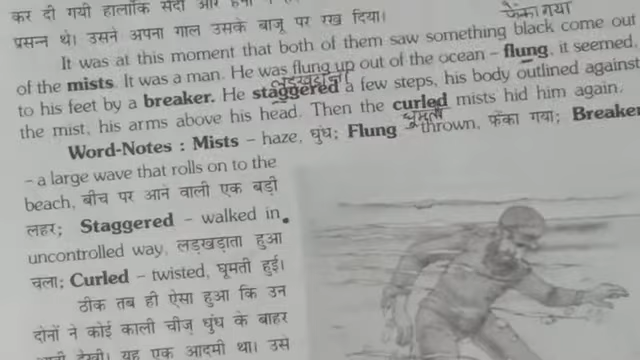 कर दी गयी हालाँकि सर्दी और
फेंका गया
प्रसन्न थे। उसने अपना गाल उसके बाजू पर रख दिया।
It was at this moment that both of them saw something black come out
of the mists. It was a man. He was flung up out of the ocean – flung, it seemed,
लड़खड़ाना
to his feet by a breaker. He staggered a few steps, his body outlined against
the mist, his arms above his head. Then the curled mists hid him again.
Word-Notes : Mists – haze, धुंध; Flung – thrown, फेंका गया; Breaker
– a large wave that rolls on to the
beach, बीच पर आने वाली एक बड़ी
लहर; Staggered – walked in
uncontrolled way, लड़खड़ाता हुआ
चला; Curled – twisted, घूमती हुई।
ठीक तब ही ऐसा हुआ कि उन
दोनों ने कोई काली चीज़ धुंध के बाहर
देखी। यह एक आदमी था। उसे